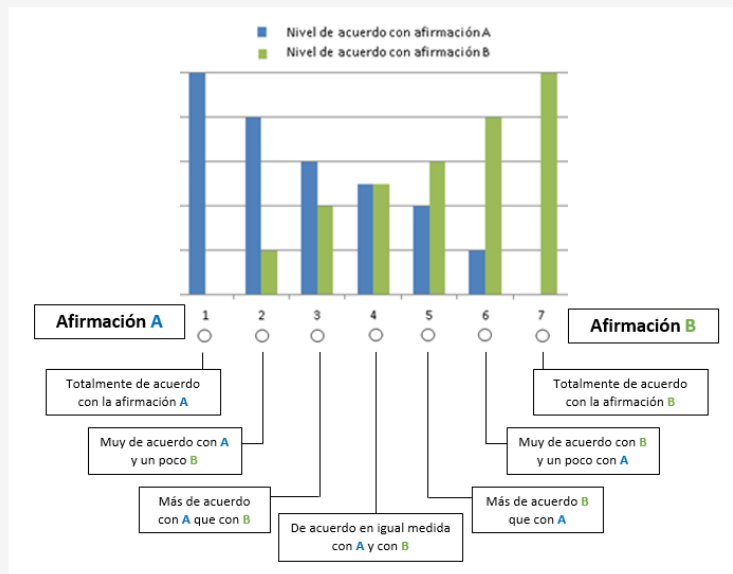 Nivel de acuerdo con afirmación A
Nivel de acuerdo con afirmación B
1 2 3 4 5 6 7
Afirmación A
Afirmación B
Totalmente de acuerdo
con la afirmación A
Totalmente de acuerdo
con la afirmación B
Muy de acuerdo con A
y un poco B
Muy de acuerdo con B
y un poco con A
Más de acuerdo
con A que con B
Más de acuerdo B
que con A
De acuerdo en igual medida
con A y con B